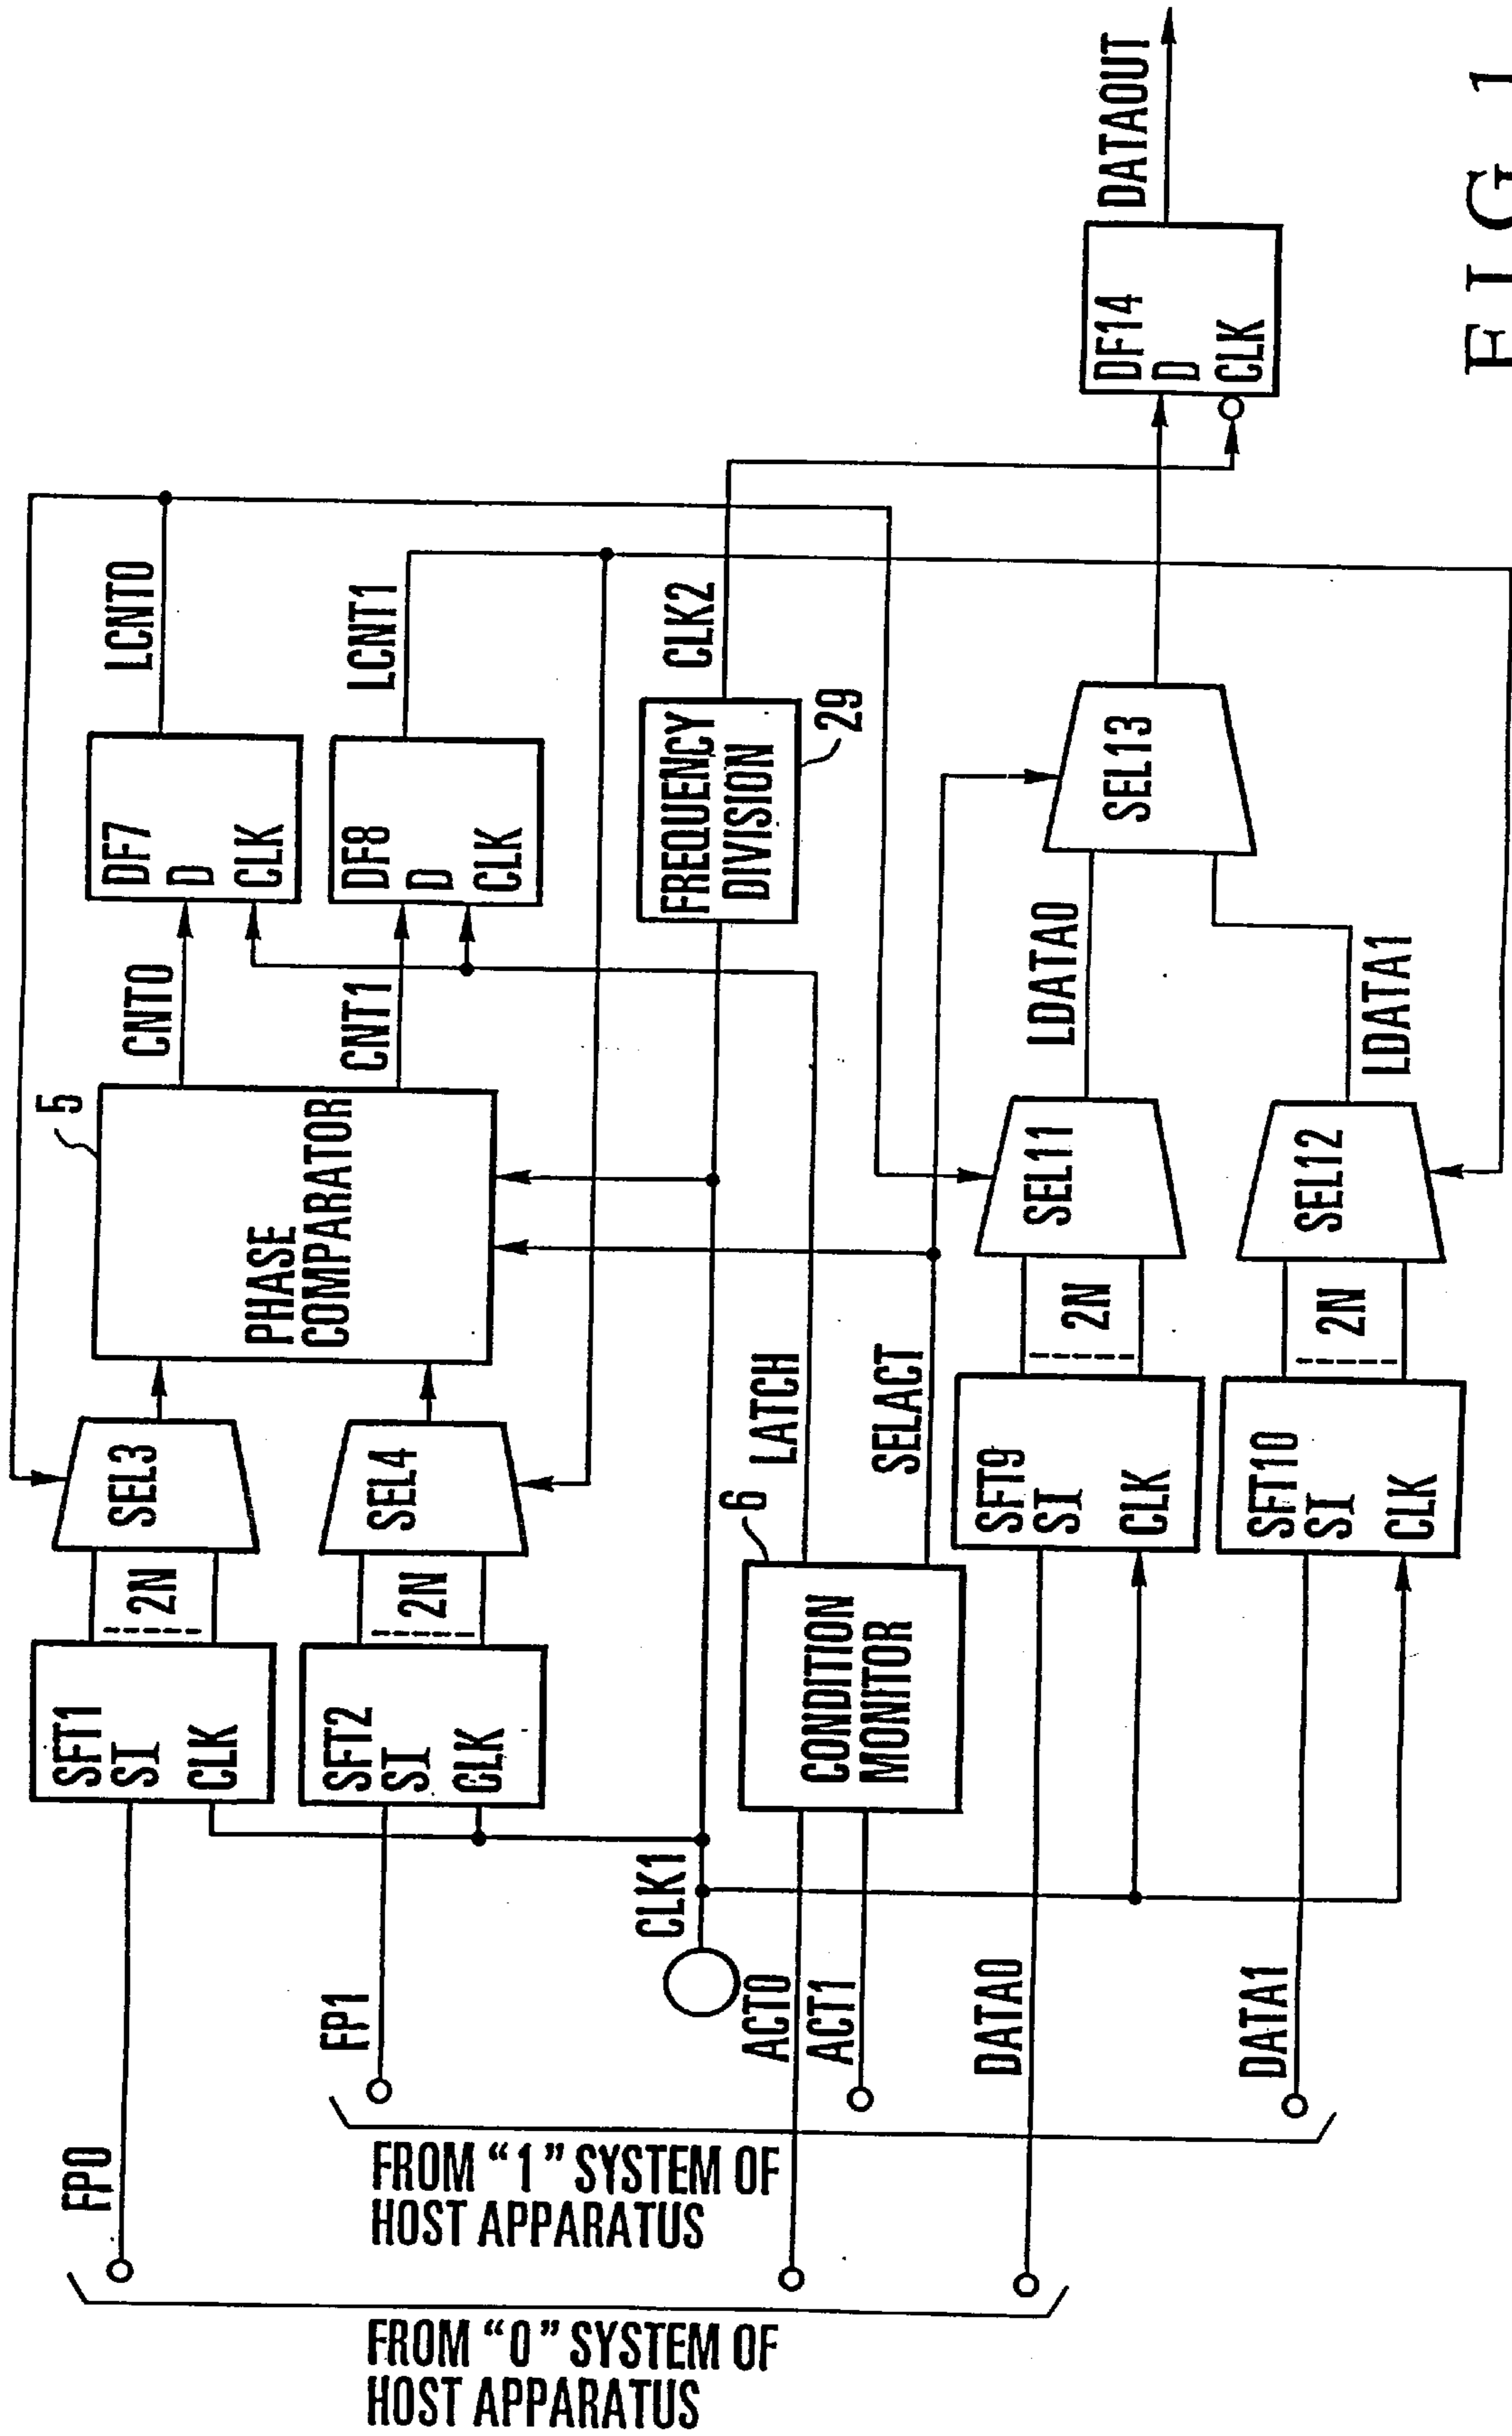 FP0
FP1
FROM "1" SYSTEM OF
HOST APPARATUS
FROM "0" SYSTEM OF
HOST APPARATUS
SFT1
SI
CLK
2N
SEL3
SFT2
SI
CLK
2N
SEL4
5
PHASE
COMPARATOR
CNT0
CNT1
DF7
D
CLK
LCNT0
DF8
D
CLK
LCNT1
CLK1
FREQUENCY
DIVISION
29
CLK2
ACT0
ACT1
6
CONDITION
MONITOR
LATCH
SELACT
DATA0
DATA1
SFT9
SI
CLK
2N
SEL11
LDATA0
SFT10
SI
CLK
2N
SEL12
LDATA1
SEL13
DF14
D
CLK
DATAOUT
FIG 1